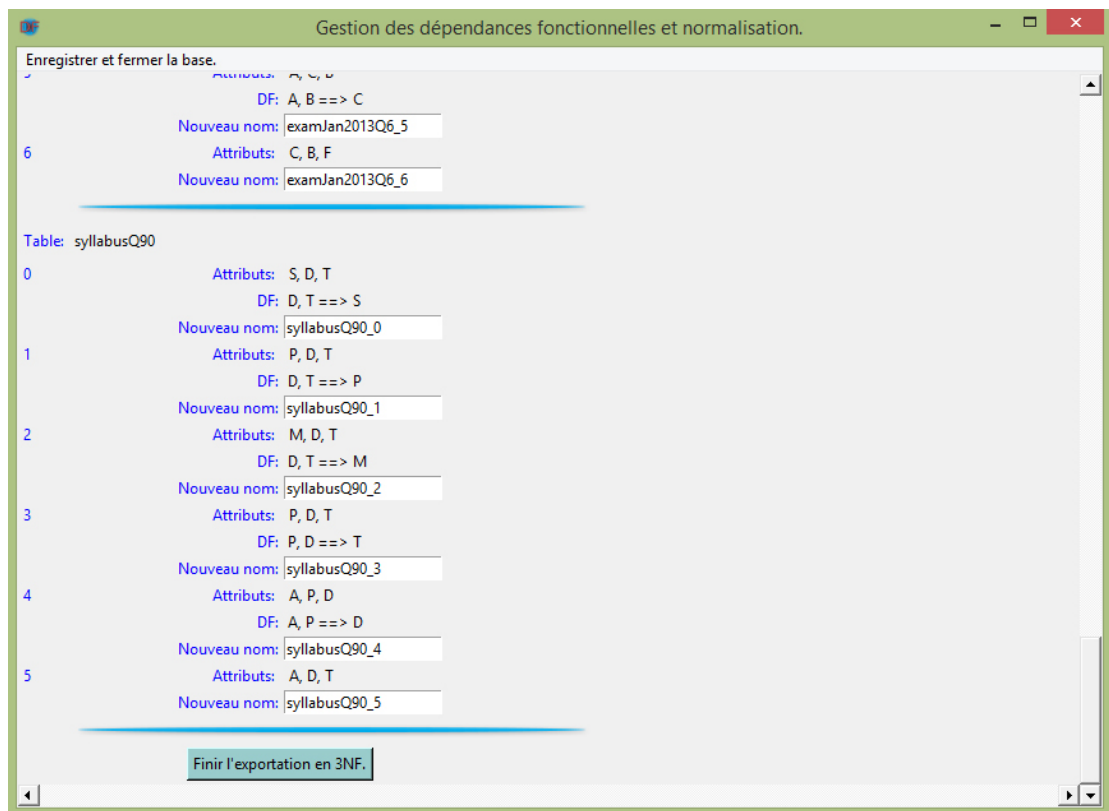 DF
Gestion des dépendances fonctionnelles et normalisation.
Enregistrer et fermer la base.
Attributs: A, C, B
DF: A, B ==> C
Nouveau nom: examJan2013Q6_5
6 Attributs: C, B, F
Nouveau nom: examJan2013Q6_6
Table: syllabusQ90
0 Attributs: S, D, T
DF: D, T ==> S
Nouveau nom: syllabusQ90_0
1 Attributs: P, D, T
DF: D, T ==> P
Nouveau nom: syllabusQ90_1
2 Attributs: M, D, T
DF: D, T ==> M
Nouveau nom: syllabusQ90_2
3 Attributs: P, D, T
DF: P, D ==> T
Nouveau nom: syllabusQ90_3
4 Attributs: A, P, D
DF: A, P ==> D
Nouveau nom: syllabusQ90_4
5 Attributs: A, D, T
Nouveau nom: syllabusQ90_5
Finir l'exportation en 3NF.